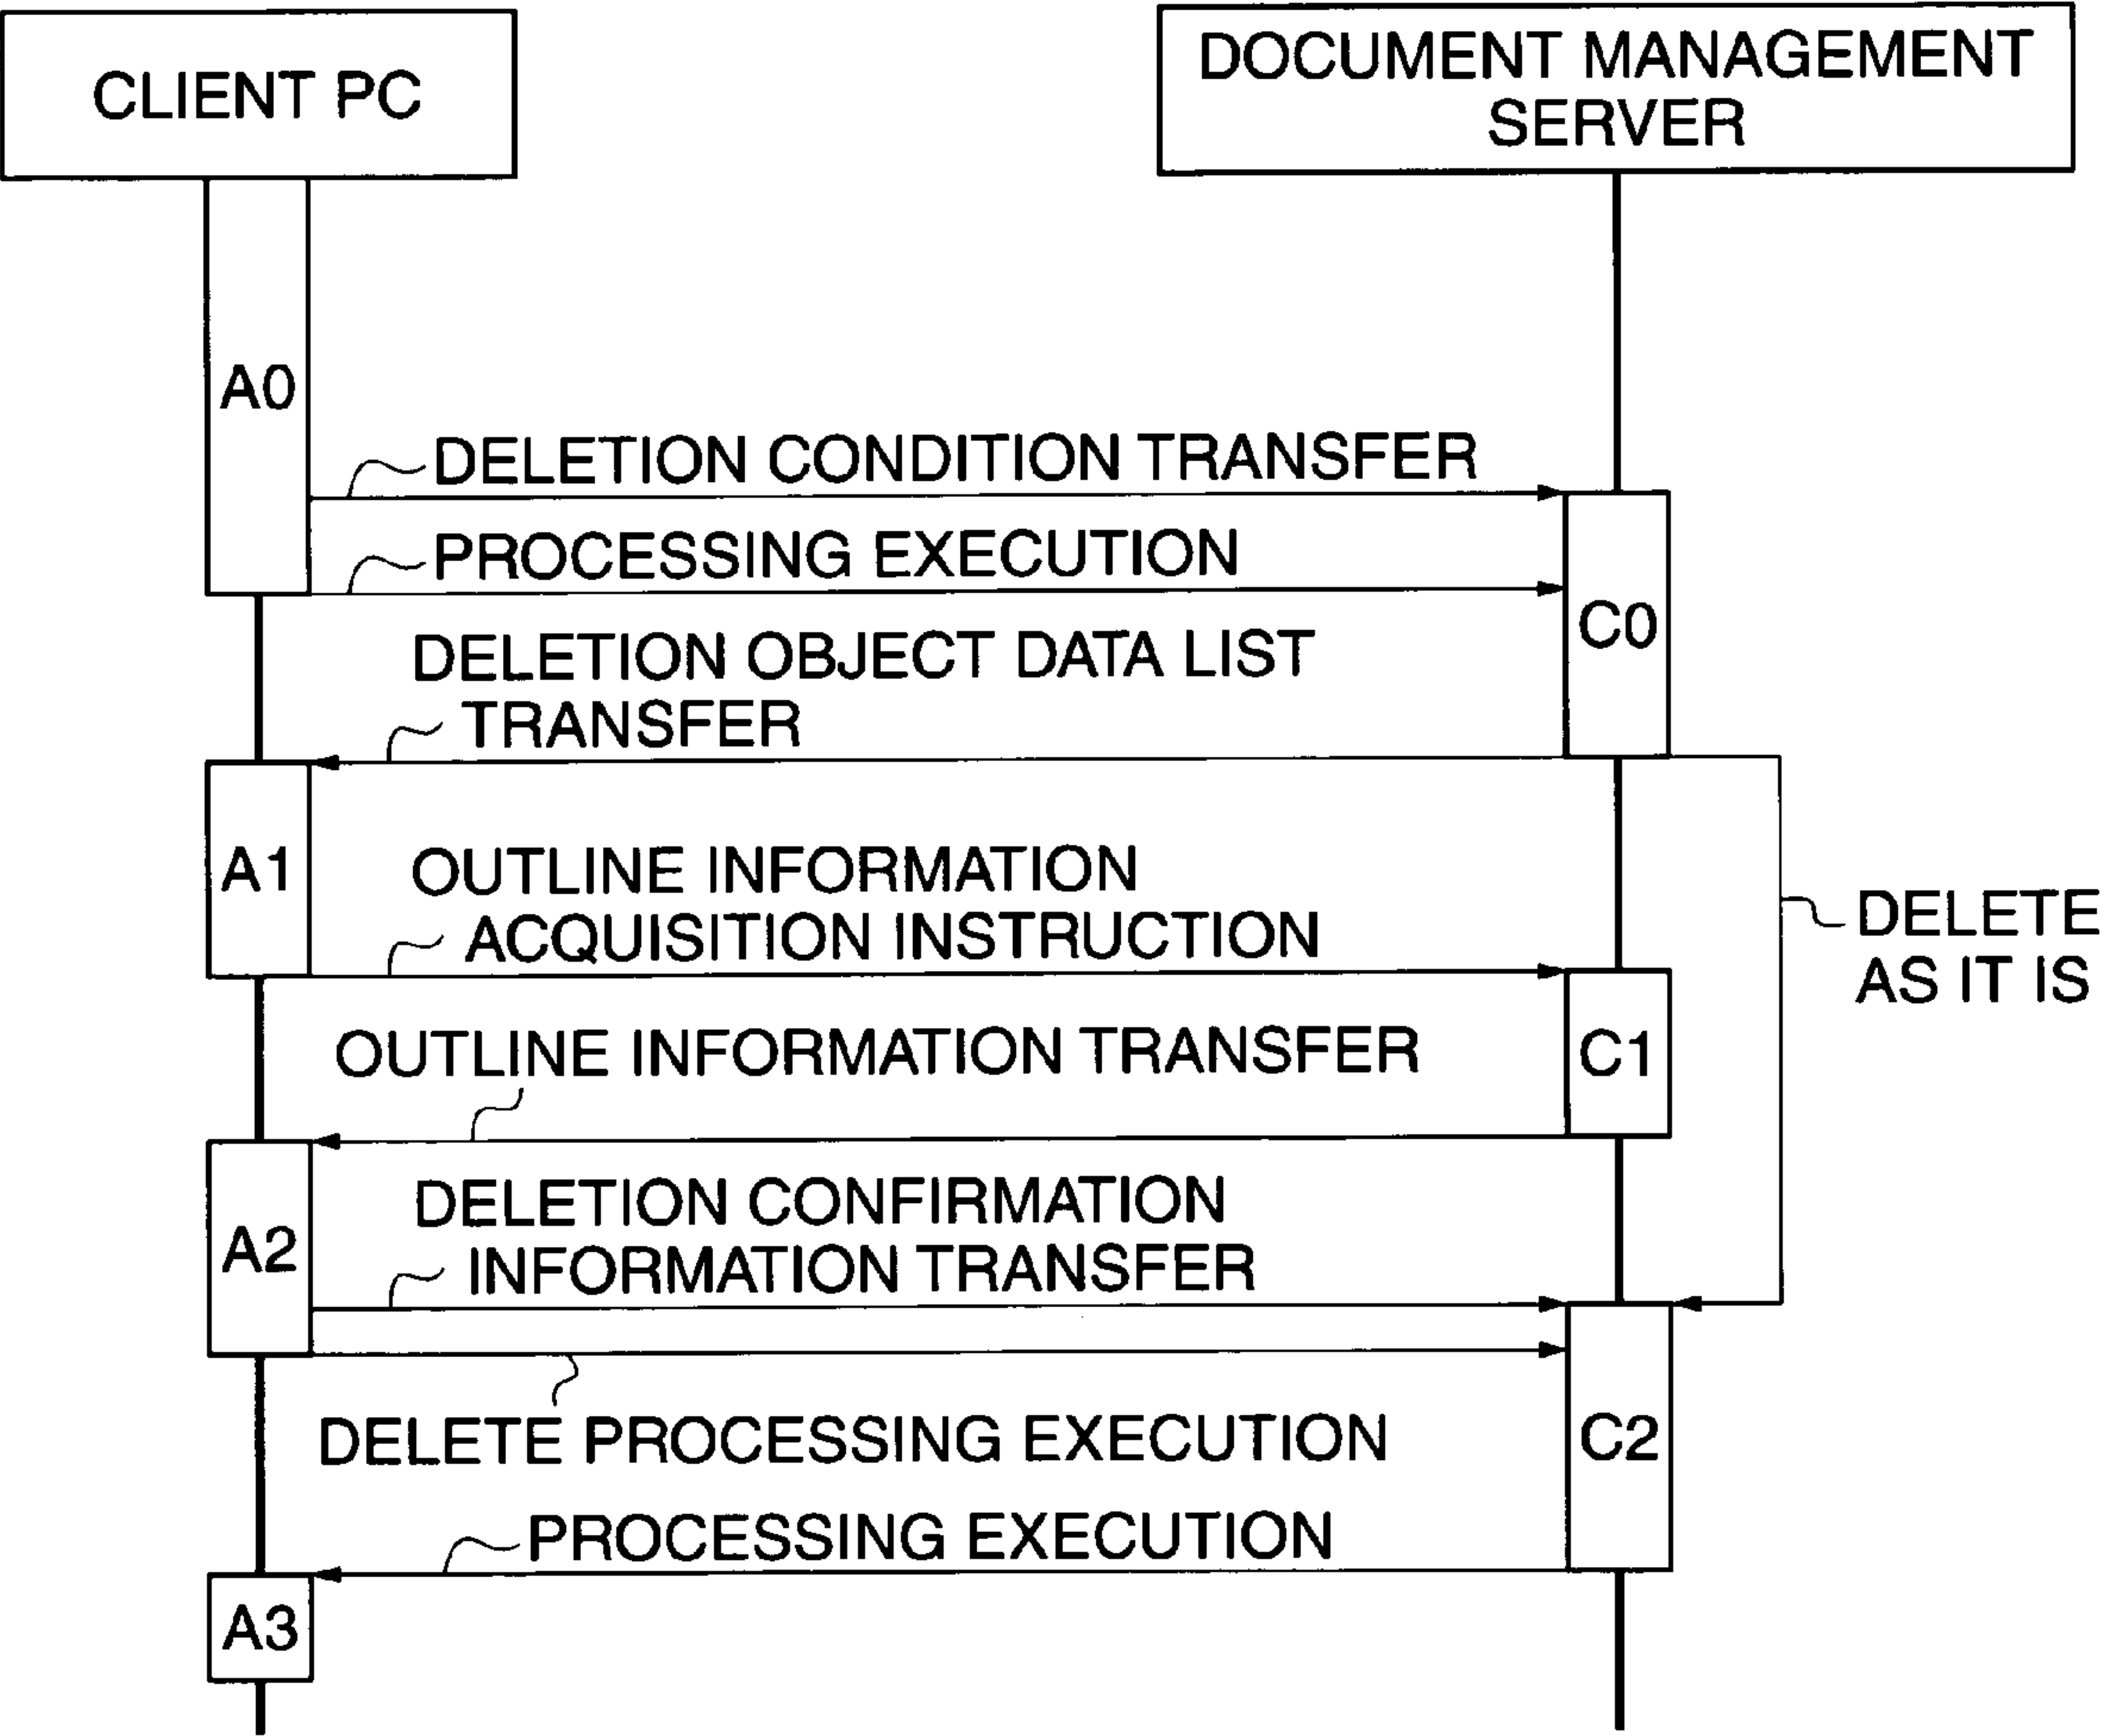 CLIENT PC
DOCUMENT MANAGEMENT
SERVER
A0
DELETION CONDITION TRANSFER
PROCESSING EXECUTION
C0
DELETION OBJECT DATA LIST
TRANSFER
A1
OUTLINE INFORMATION
ACQUISITION INSTRUCTION
DELETE
AS IT IS
OUTLINE INFORMATION TRANSFER
C1
DELETION CONFIRMATION
INFORMATION TRANSFER
A2
DELETE PROCESSING EXECUTION
C2
PROCESSING EXECUTION
A3